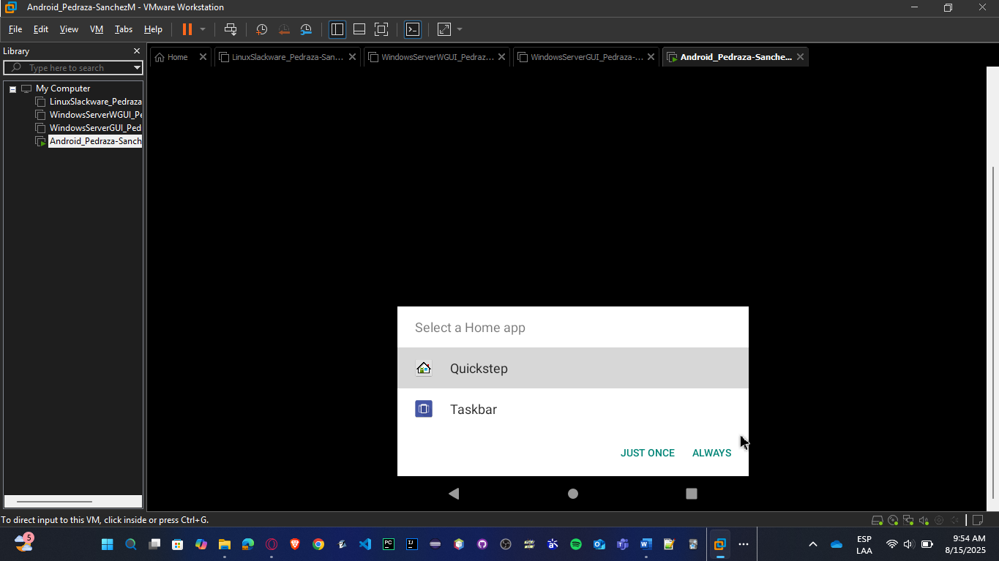 Android_Pedraza-SanchezM - VMware Workstation
File Edit View VM Tabs Help
Library
Type here to search
My Computer
LinuxSlackware_Pedraza
WindowsServerWGUI_Pe
WindowsServerGUI_Ped
Android_Pedraza-Sanch
Home
LinuxSlackware_Pedraza-San...
WindowsServerWGUI_Pedraz...
WindowsServerGUI_Pedraza-...
Android_Pedraza-Sanche...
Select a Home app
Quickstep
Taskbar
JUST ONCE ALWAYS
To direct input to this VM, click inside or press Ctrl+G.
5
PC
IJ
ESP
LAA
9:54 AM
8/15/2025